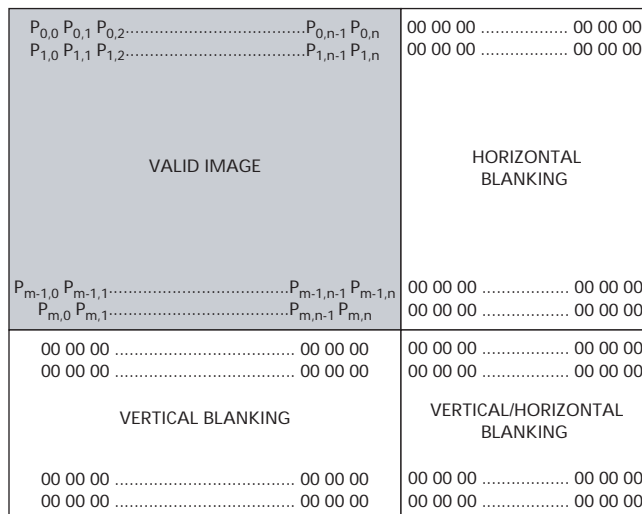 P0,0 P0,1 P0,2.....................................P0,n-1 P0,n 00 00 00 .................. 00 00 00
P1,0 P1,1 P1,2.....................................P1,n-1 P1,n 00 00 00 .................. 00 00 00
VALID IMAGE
HORIZONTAL
BLANKING
Pm-1,0 Pm-1,1.....................................Pm-1,n-1 Pm-1,n 00 00 00 .................. 00 00 00
Pm,0 Pm,1.....................................Pm,n-1 Pm,n 00 00 00 .................. 00 00 00
00 00 00 ..................................... 00 00 00 00 00 00 .................. 00 00 00
00 00 00 ..................................... 00 00 00 00 00 00 .................. 00 00 00
VERTICAL BLANKING
VERTICAL/HORIZONTAL
BLANKING
00 00 00 ..................................... 00 00 00 00 00 00 .................. 00 00 00
00 00 00 ..................................... 00 00 00 00 00 00 .................. 00 00 00